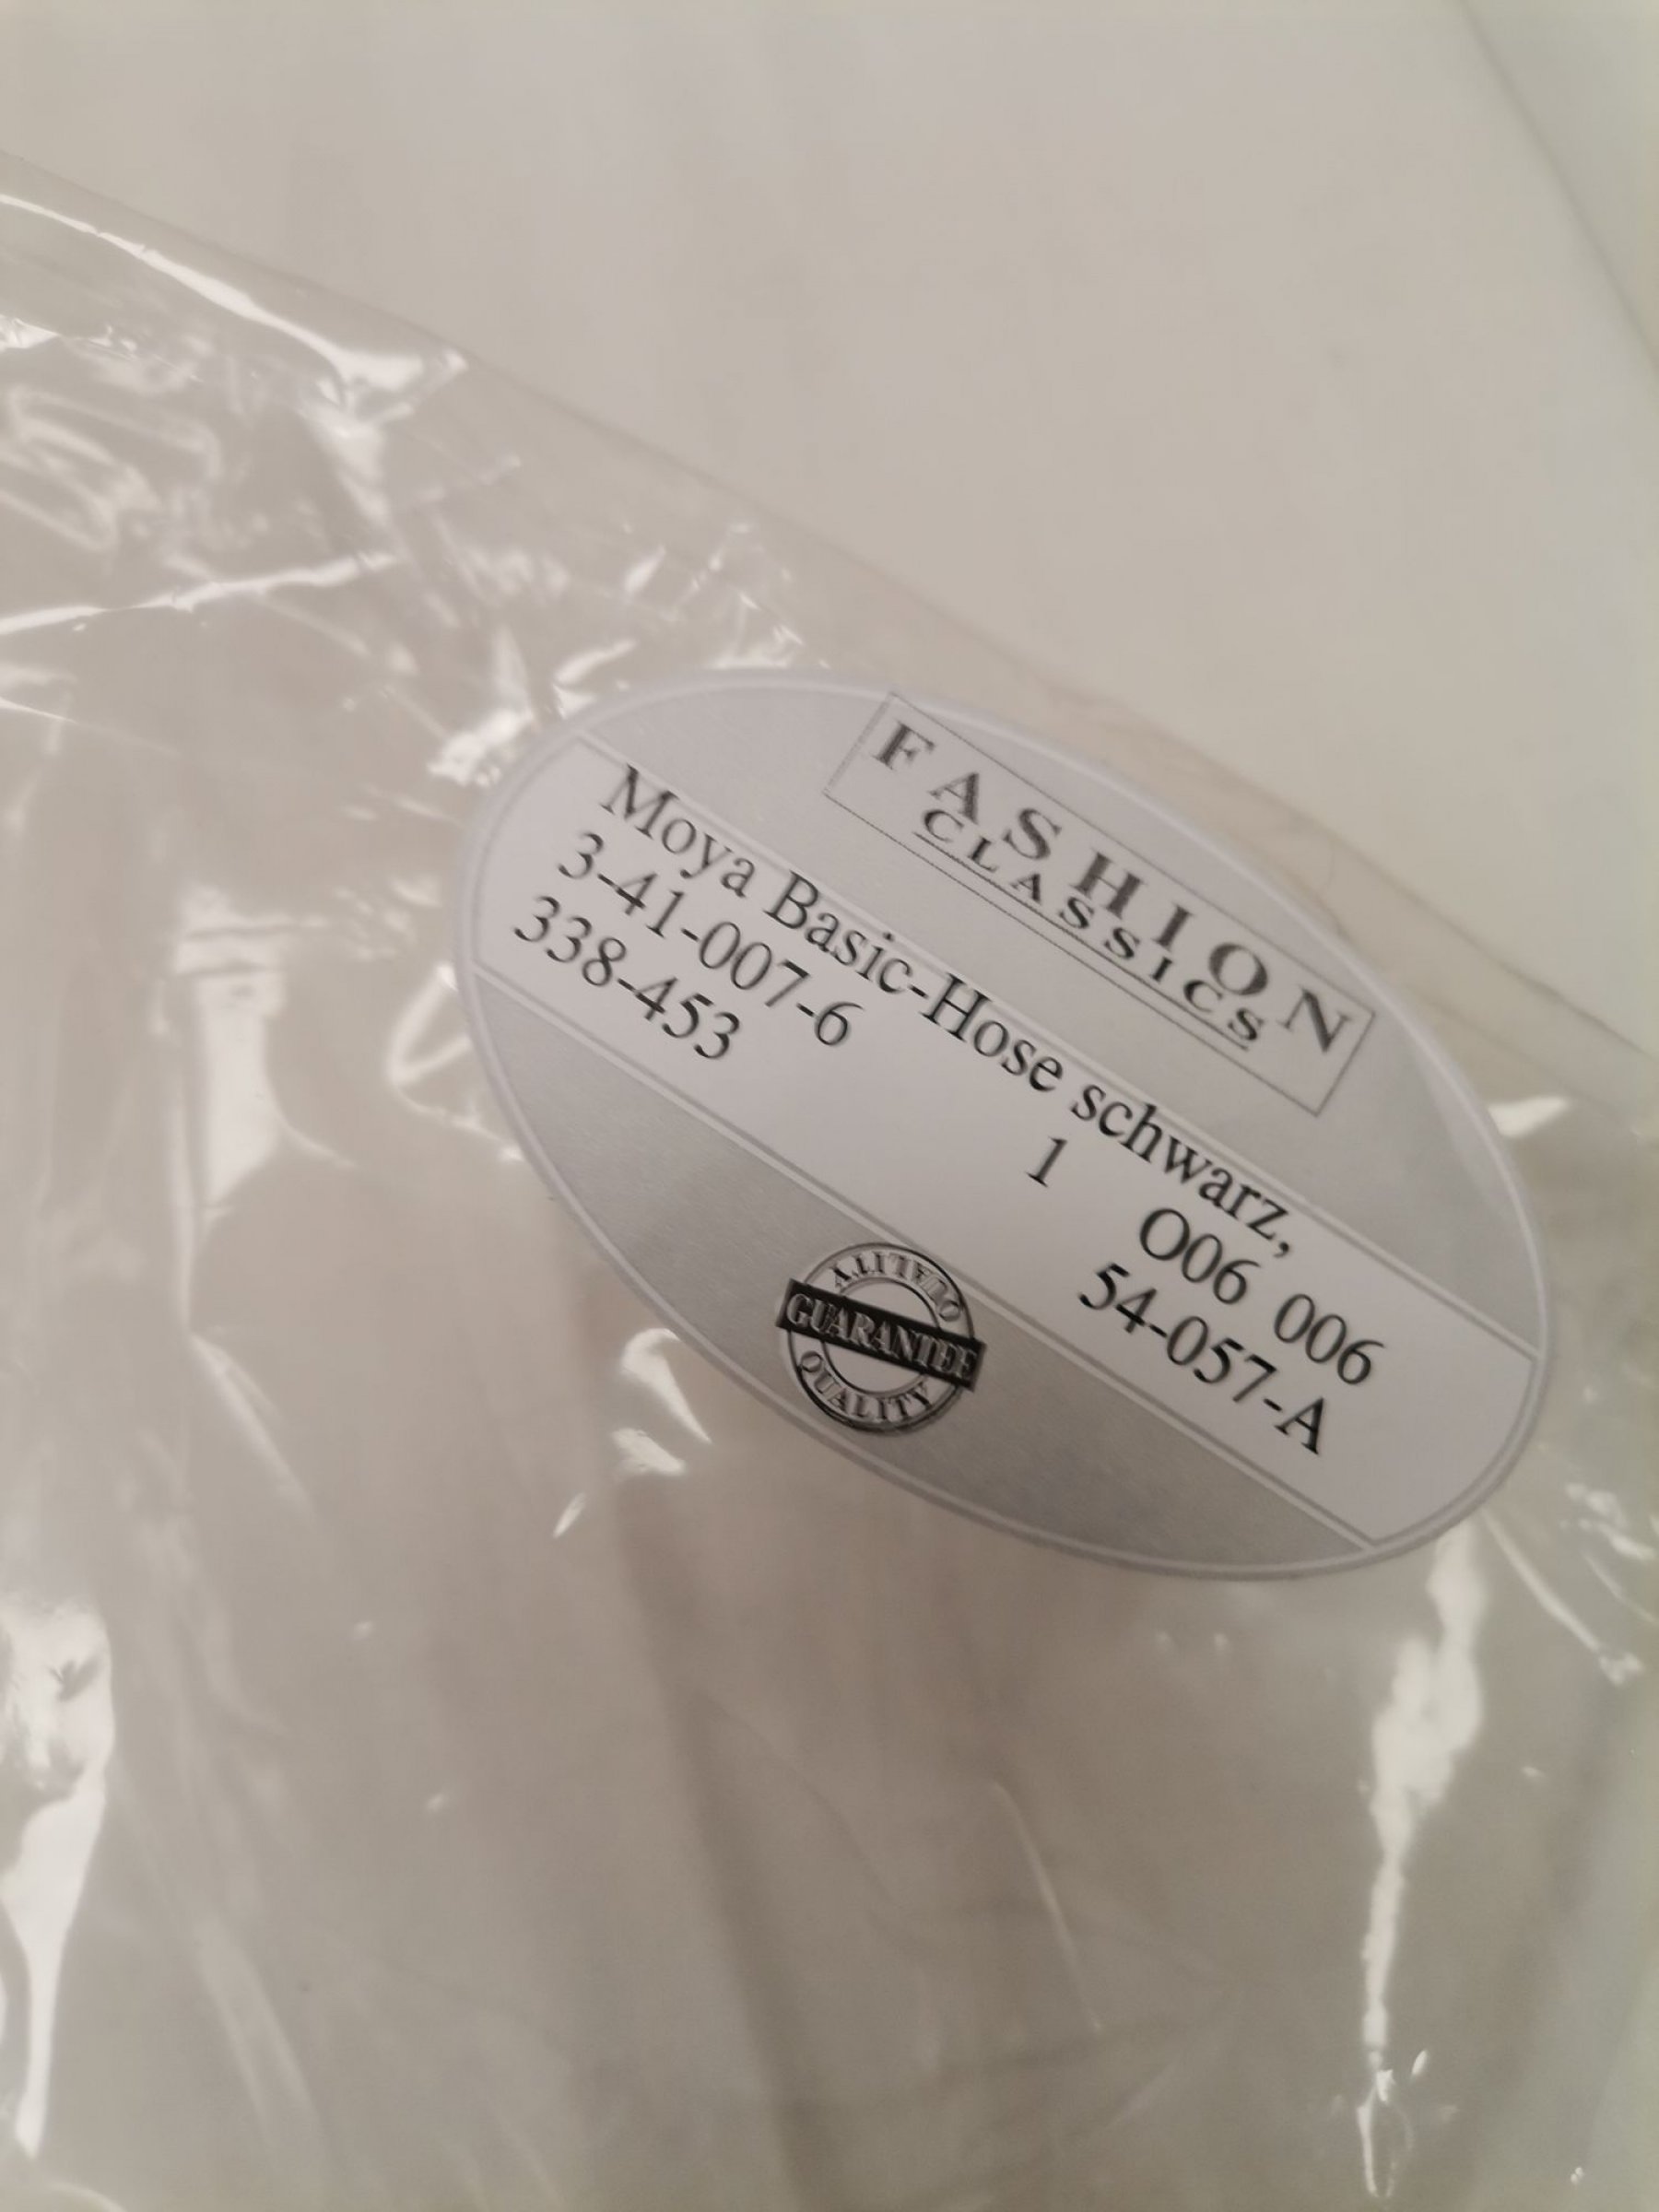 FASHION
CLASSICS
Moya Basic-Hose schwarz,
3-41-007-6 1 O06 006
338-453 54-057-A
QUALITY
GUARANTEE
QUALITY